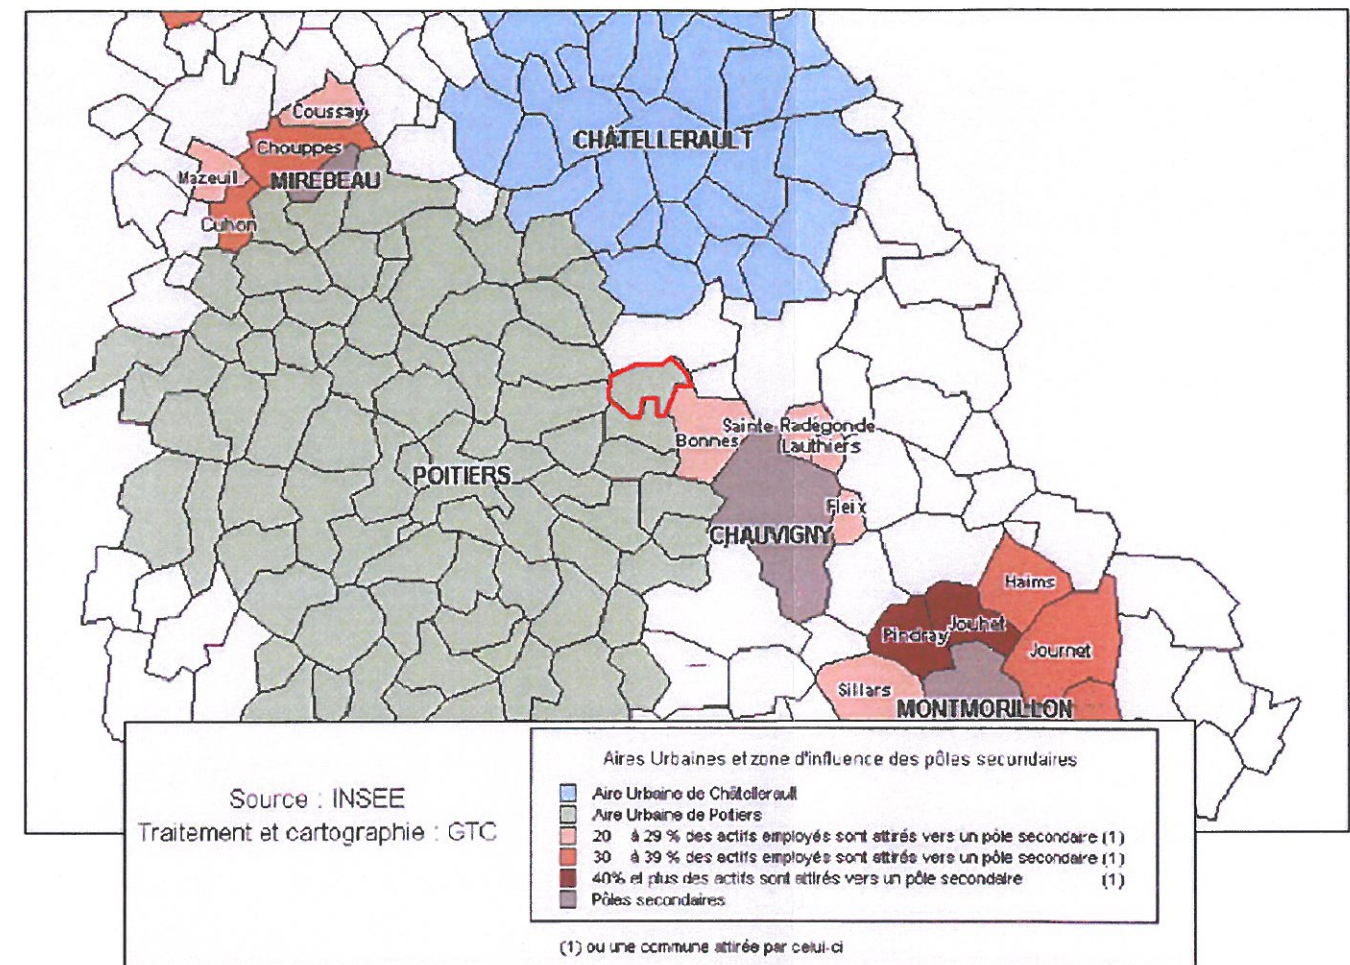 Coussay
CHÂTELLERAULT
Chouppes
Mazeuil
MIREBEAU
Cuhon
Sainte-Radégonde
Bonnes
Lauthiers
POITIERS
Fleix
CHAUVIGNY
Haims
Jouhet
Pindray
Journet
Sillars
MONTMORILLON
Aires Urbaines et zone d'influence des pôles secondaires
Source : INSEE
Traitement et cartographie : GTC
Aire Urbaine de Châtellerault
Aire Urbaine de Poitiers
20 à 29 % des actifs employés sont attirés vers un pôle secondaire (1)
30 à 39 % des actifs employés sont attirés vers un pôle secondaire (1)
40% et plus des actifs sont attirés vers un pôle secondaire (1)
Pôles secondaires
(1) ou une commune attirée par celui-ci